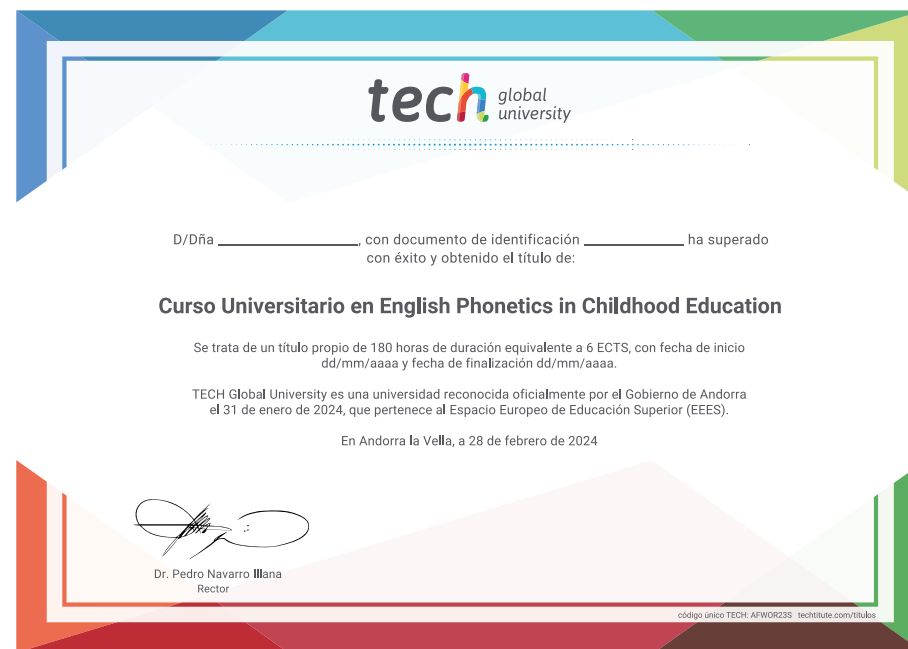 tech global university
D/Dña ____________________, con documento de identificación ______________ ha superado
con éxito y obtenido el título de:
Curso Universitario en English Phonetics in Childhood Education
Se trata de un título propio de 180 horas de duración equivalente a 6 ECTS, con fecha de inicio
dd/mm/aaaa y fecha de finalización dd/mm/aaaa.
TECH Global University es una universidad reconocida oficialmente por el Gobierno de Andorra
el 31 de enero de 2024, que pertenece al Espacio Europeo de Educación Superior (EEES).
En Andorra la Vella, a 28 de febrero de 2024
Dr. Pedro Navarro Illana
Rector
código único TECH: AFWOR23S techtitute.com/titulos